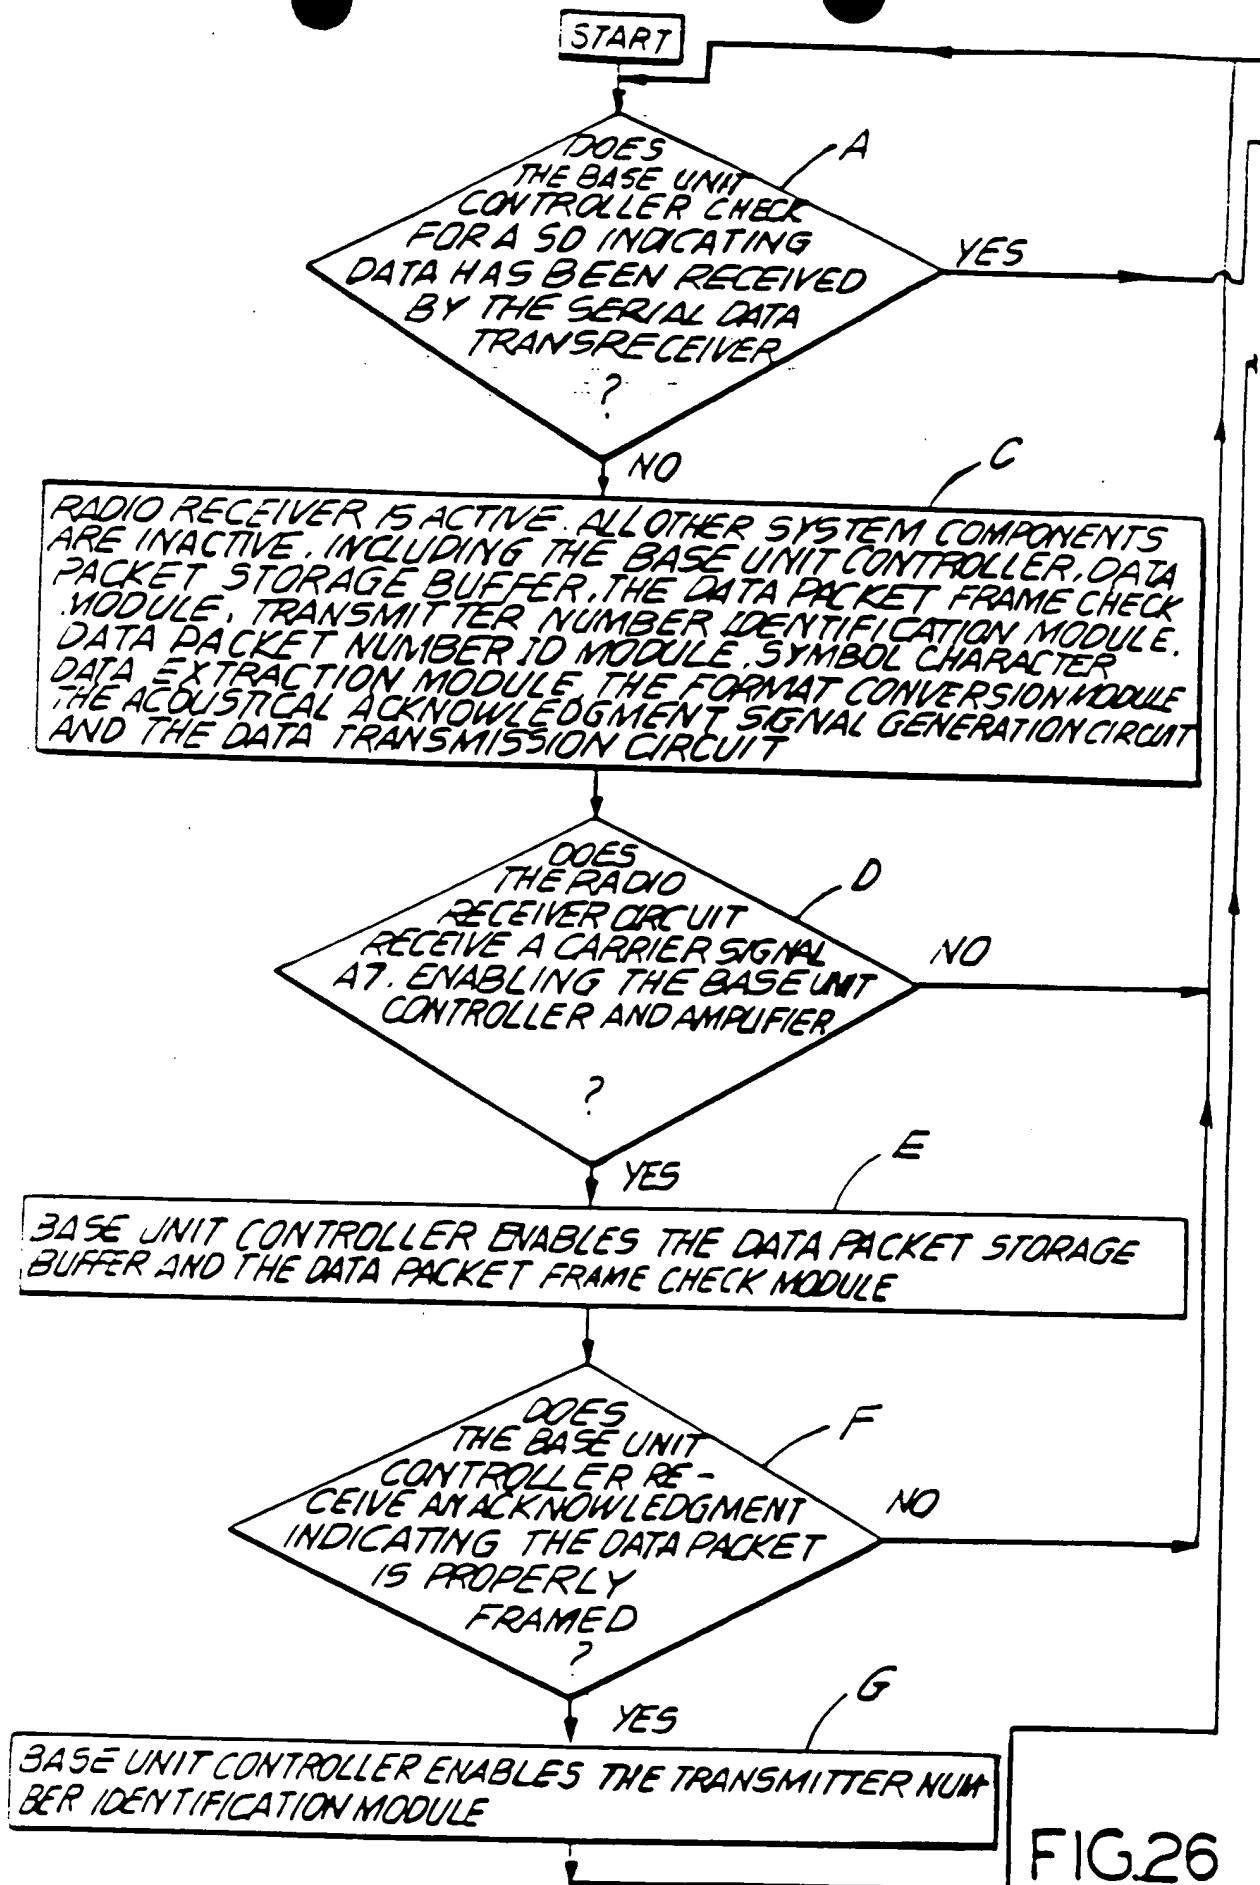 START
A
DOES
THE BASE UNIT
CONTROLLER CHECK
FOR A SD INDICATING
DATA HAS BEEN RECEIVED
BY THE SERIAL DATA
TRANSRECEIVER
?
YES
NO
C
RADIO RECEIVER IS ACTIVE. ALL OTHER SYSTEM COMPONENTS
ARE INACTIVE, INCLUDING THE BASE UNIT CONTROLLER, DATA
PACKET STORAGE BUFFER, THE DATA PACKET FRAME CHECK
MODULE, TRANSMITTER NUMBER IDENTIFICATION MODULE,
DATA PACKET NUMBER ID MODULE, SYMBOL CHARACTER
DATA EXTRACTION MODULE, THE FORMAT CONVERSION MODULE
THE ACOUSTICAL ACKNOWLEDGMENT SIGNAL GENERATION CIRCUIT
AND THE DATA TRANSMISSION CIRCUIT
D
DOES
THE RADIO
RECEIVER CIRCUIT
RECEIVE A CARRIER SIGNAL
A7. ENABLING THE BASE UNIT
CONTROLLER AND AMPLIFIER
?
NO
YES
E
BASE UNIT CONTROLLER ENABLES THE DATA PACKET STORAGE
BUFFER AND THE DATA PACKET FRAME CHECK MODULE
F
DOES
THE BASE UNIT
CONTROLLER RE-
CEIVE AN ACKNOWLEDGMENT
INDICATING THE DATA PACKET
IS PROPERLY
FRAMED
?
NO
YES
G
BASE UNIT CONTROLLER ENABLES THE TRANSMITTER NUM-
BER IDENTIFICATION MODULE
FIG.26